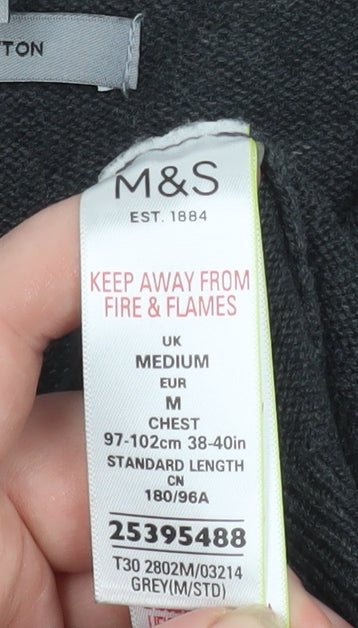 TTON
M&S
EST. 1884
KEEP AWAY FROM
FIRE & FLAMES
UK
MEDIUM
EUR
M
CHEST
97-102cm 38-40in
STANDARD LENGTH
CN
180/96A
25395488
T30 2802M/03214
GREY(M/STD)